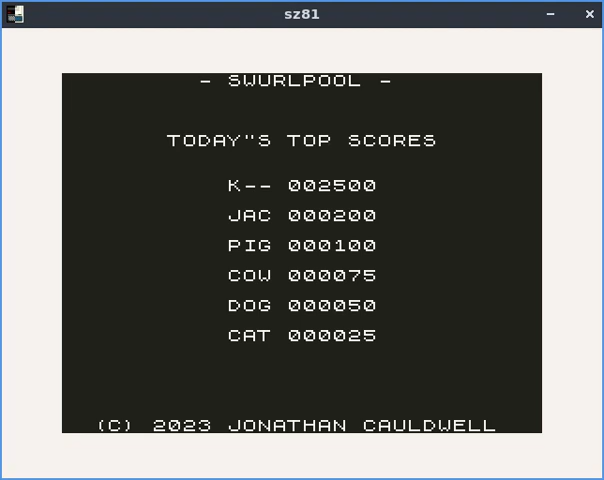 sz81
- SWURLPOOL -
TODAY"S TOP SCORES
K-- 002500
JAC 000200
PIG 000100
COW 000075
DOG 000050
CAT 000025
(C) 2023 JONATHAN CAULDWELL